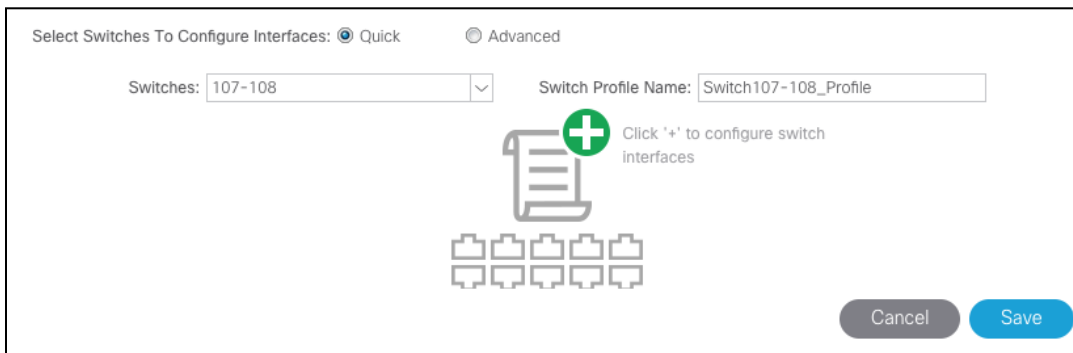 Select Switches To Configure Interfaces: Quick Advanced
Switches: 107-108 Switch Profile Name: Switch107-108_Profile
Click '+' to configure switch
interfaces
Cancel Save